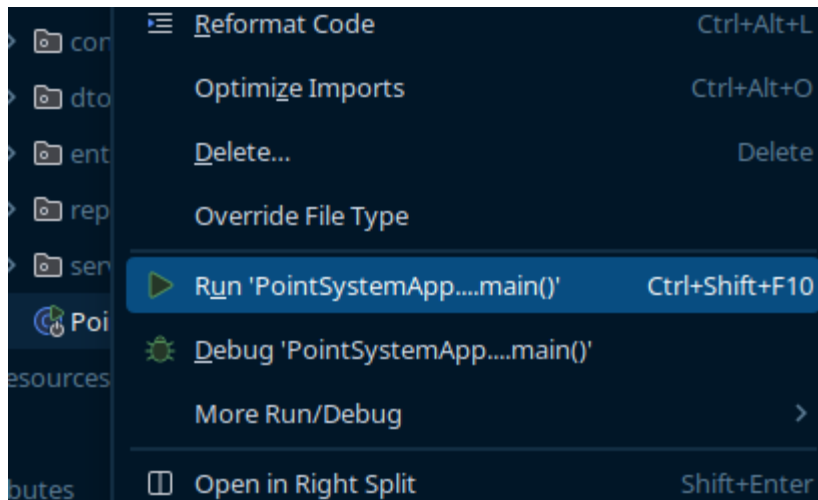 Reformat Code Ctrl+Alt+L
con
Optimize Imports Ctrl+Alt+O
dto
Delete... Delete
ent
Override File Type
rep
ser
Run 'PointSystemApp....main()' Ctrl+Shift+F10
Poi
Debug 'PointSystemApp....main()'
esources
More Run/Debug
Open in Right Split Shift+Enter
butes